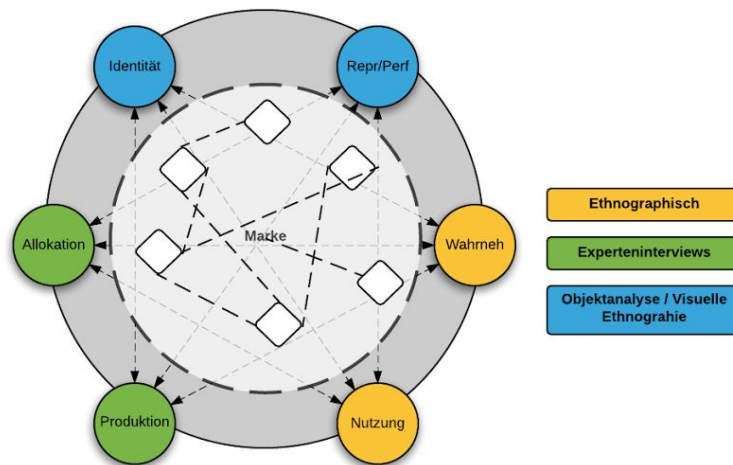 Identität
Repr/Perf
Allokation
Marke
Wahrneh
Produktion
Nutzung
Ethnographisch
Experteninterviews
Objektanalyse / Visuelle
Ethnograhie